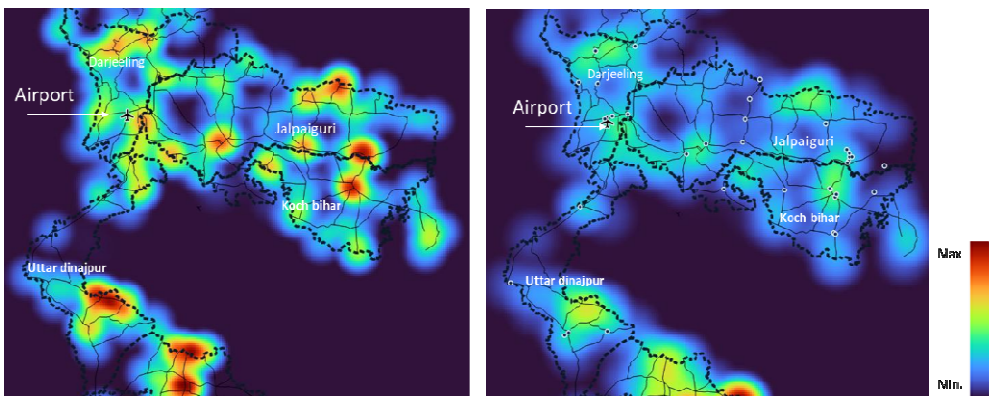 Darjeeling
Airport
Jalpaiguri
Koch bihar
Uttar dinajpur
Darjeeling
Airport
Jalpaiguri
Koch bihar
Uttar dinajpur
Max
Min.